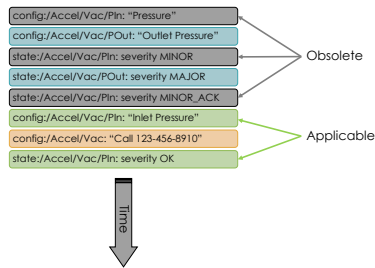 config:/Accel/Vac/PIn: “Pressure”
config:/Accel/Vac/POut: “Outlet Pressure”
state:/Accel/Vac/PIn: severity MINOR
Obsolete
state:/Accel/Vac/POut: severity MAJOR
state:/Accel/Vac/PIn: severity MINOR_ACK
config:/Accel/Vac/PIn: “Inlet Pressure”
config:/Accel/Vac: “Call 123-456-8910”
Applicable
state:/Accel/Vac/PIn: severity OK
Time